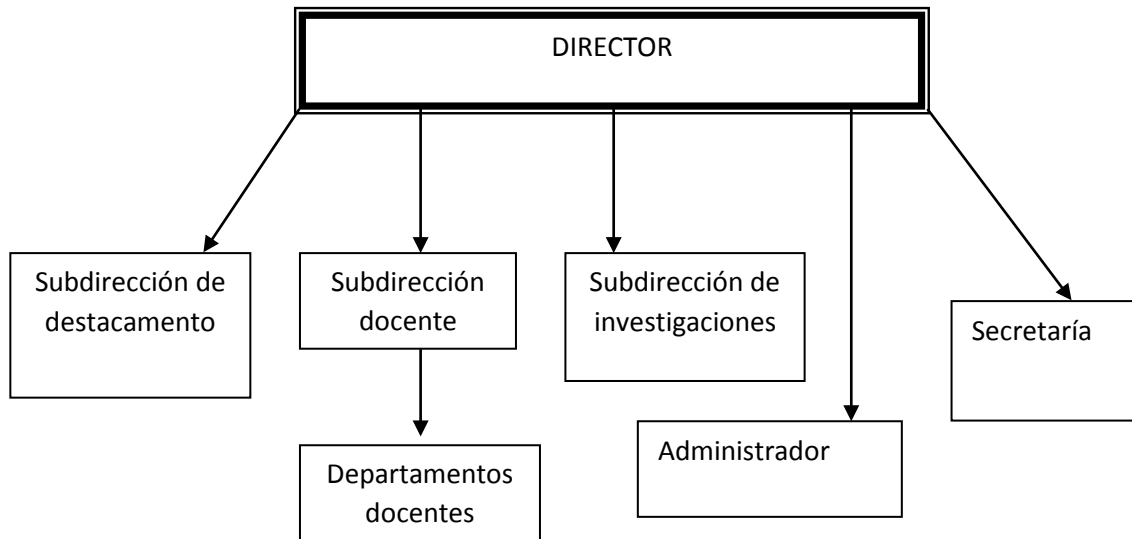 DIRECTOR
Subdirección de
destacamento
Subdirección
docente
Subdirección de
investigaciones
Secretaría
Departamentos
docentes
Administrador